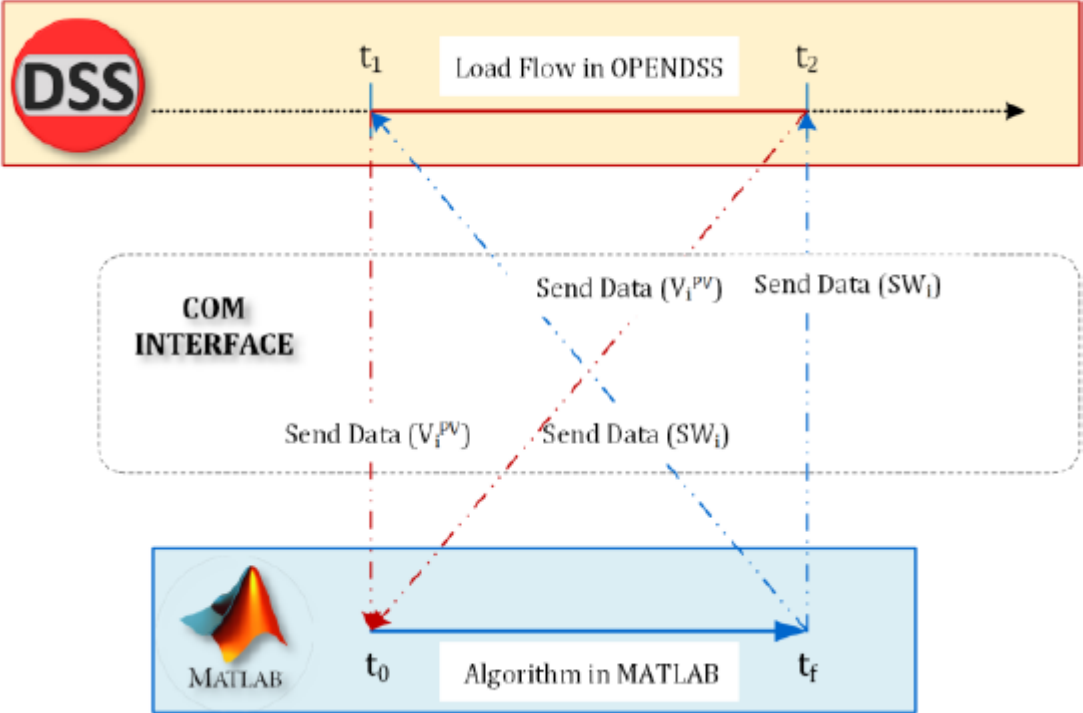 DSS
t₁
Load Flow in OPENDSS
t₂
COM
INTERFACE
Send Data (Vᵢᴾⱽ)
Send Data (SWᵢ)
Send Data (Vᵢᴾⱽ)
Send Data (SWᵢ)
MATLAB
t₀
Algorithm in MATLAB
t_f